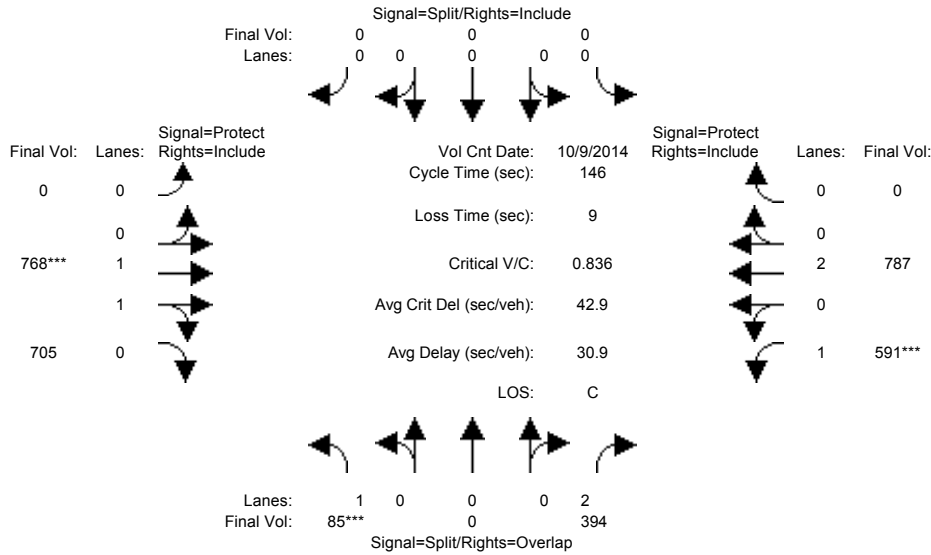 Signal=Split/Rights=Include
Final Vol: 0 0 0
Lanes: 0 0 0 0 0
Signal=Protect Signal=Protect
Final Vol: Lanes: Rights=Include Vol Cnt Date: 10/9/2014 Rights=Include Lanes: Final Vol:
Cycle Time (sec): 146
0 0 0 0
Loss Time (sec): 9
0 0
768*** 1 Critical V/C: 0.836 2 787
1 Avg Crit Del (sec/veh): 42.9 0
705 0 Avg Delay (sec/veh): 30.9 1 591***
LOS: C
Lanes: 1 0 0 0 2
Final Vol: 85*** 0 394
Signal=Split/Rights=Overlap